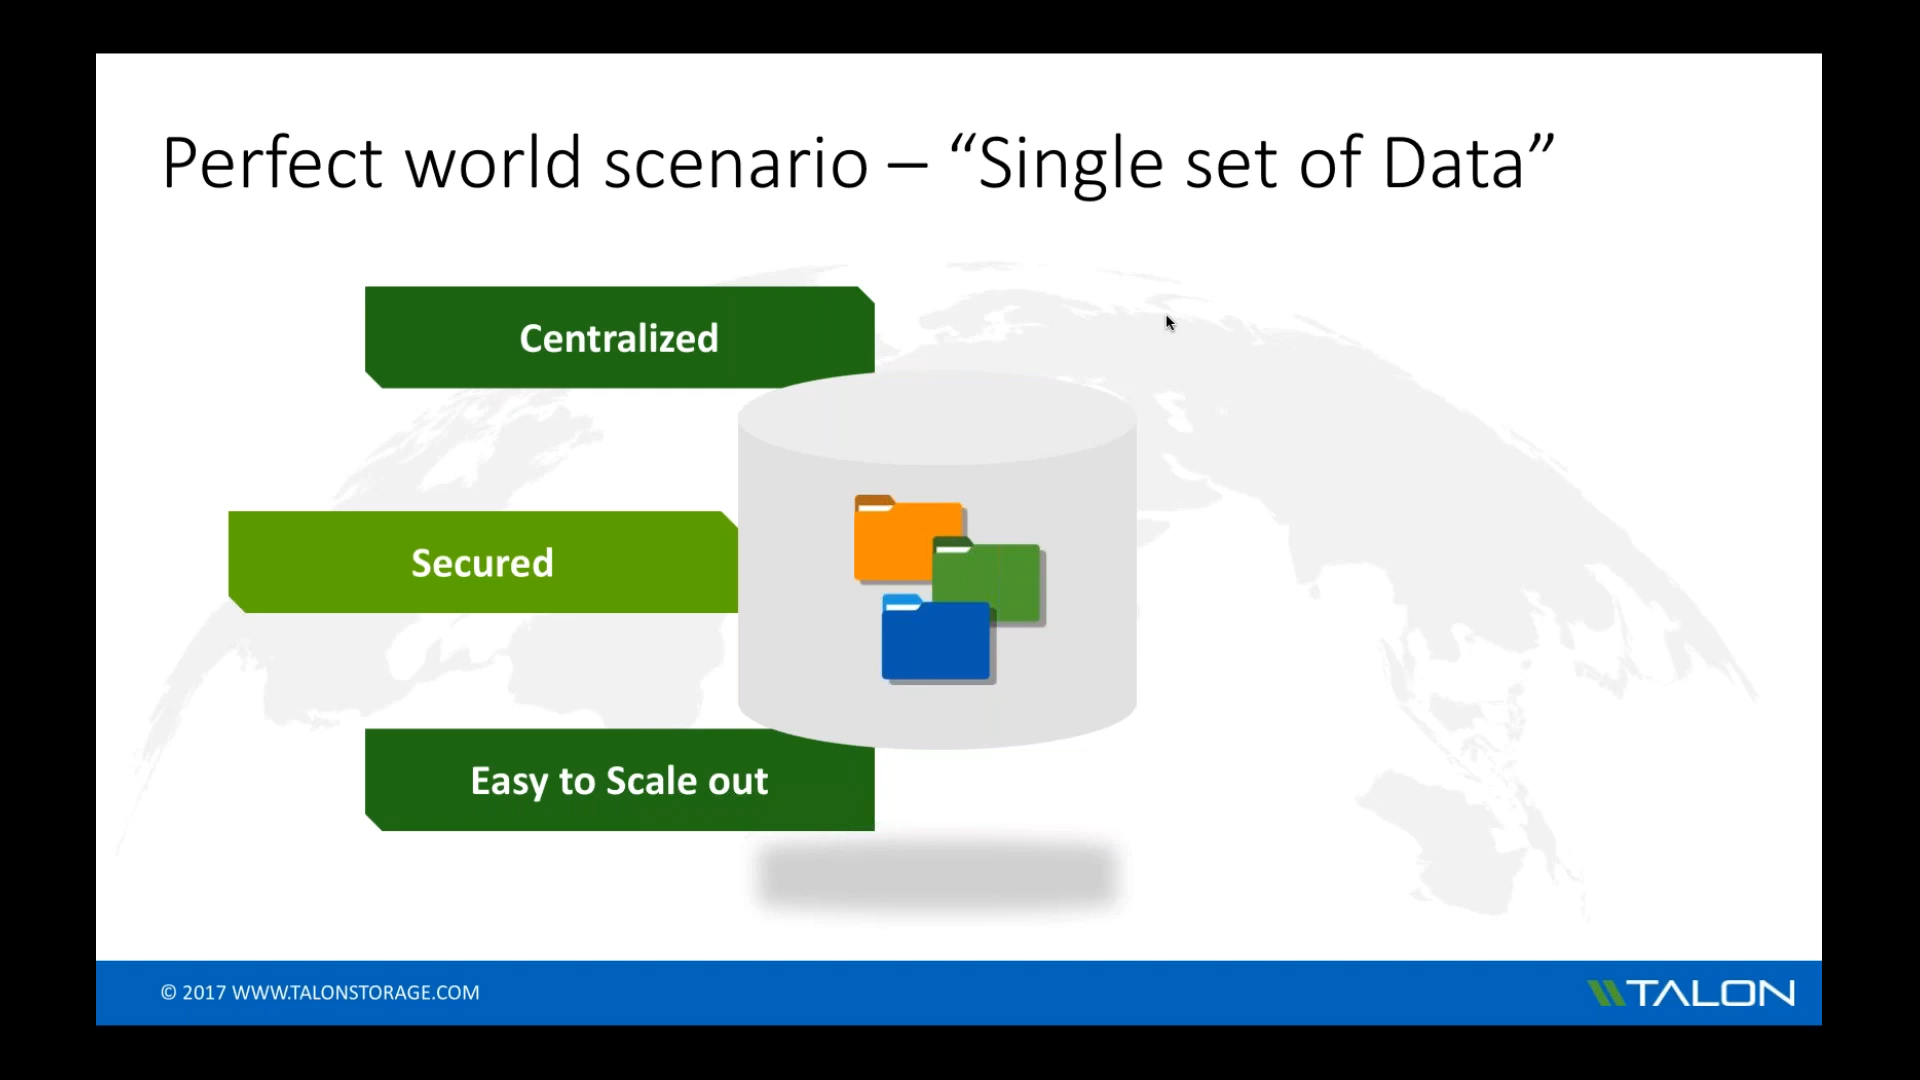 Perfect world scenario – “Single set of Data”
Centralized
Secured
Easy to Scale out
© 2017 WWW.TALONSTORAGE.COM
TALON